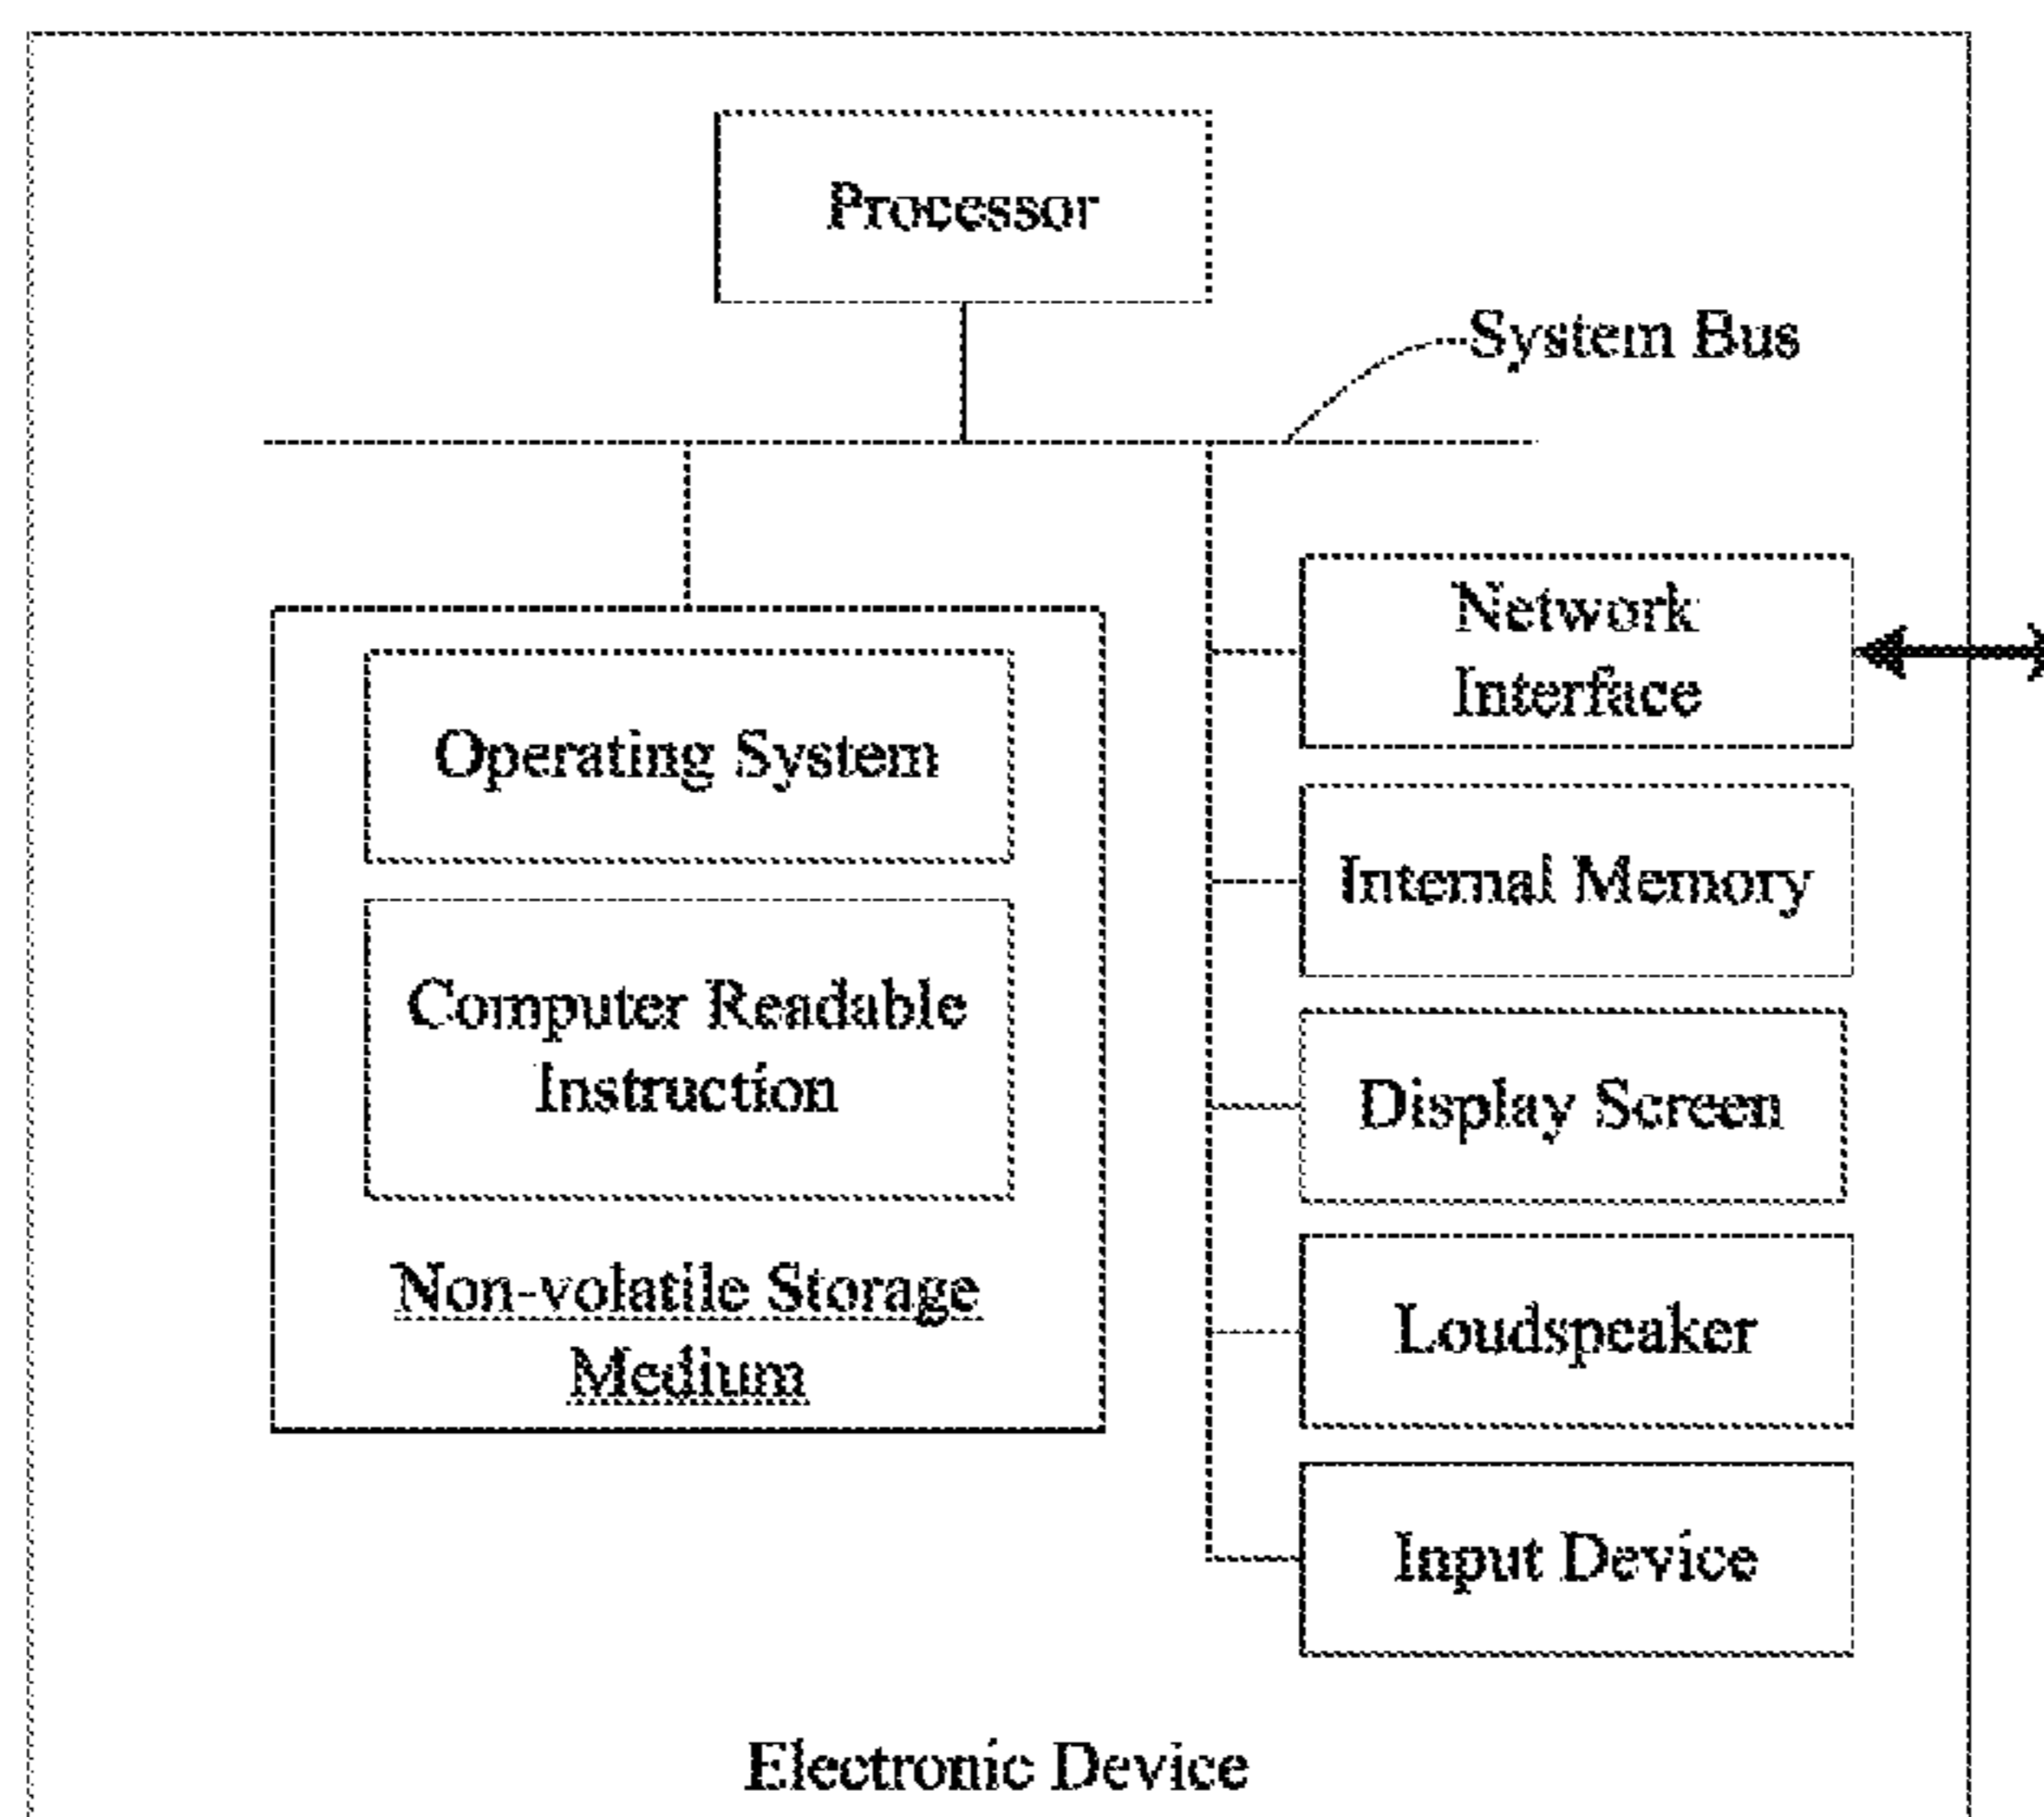 Processor
System Bus
Operating System
Computer Readable
Instruction
Non-volatile Storage
Medium
Network
Interface
Internal Memory
Display Screen
Loudspeaker
Input Device
Electronic Device